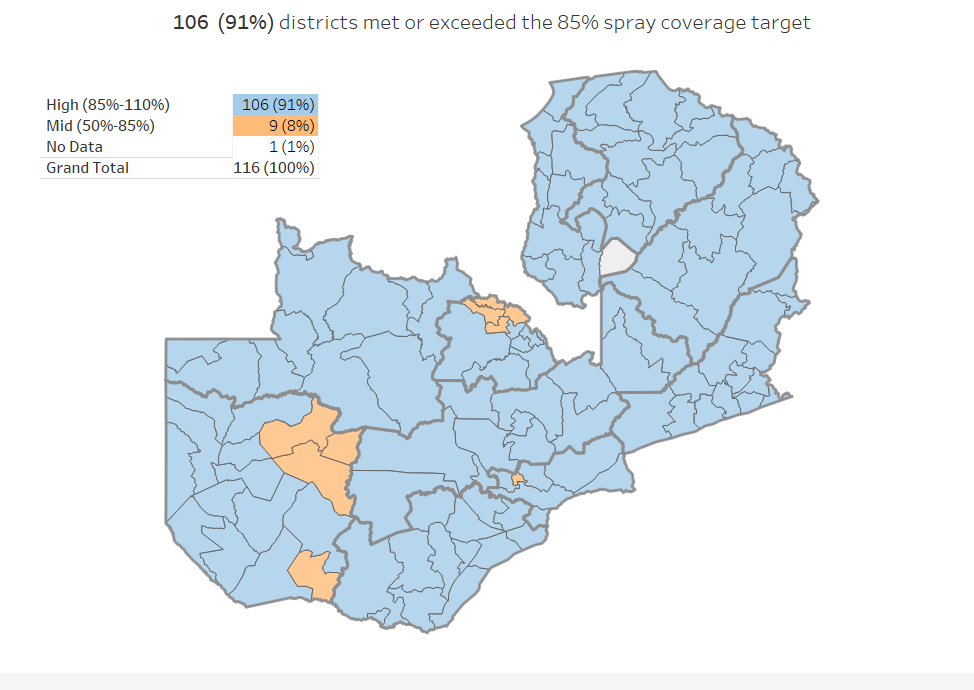 106 (91%) districts met or exceeded the 85% spray coverage target
High (85%-110%) 106 (91%)
Mid (50%-85%) 9 (8%)
No Data 1 (1%)
Grand Total 116 (100%)